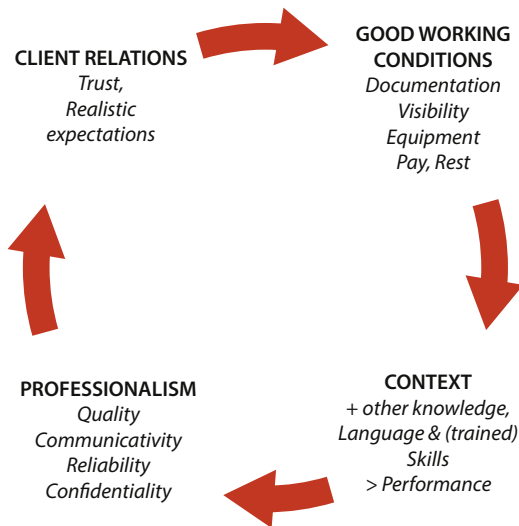 CLIENT RELATIONS
Trust,
Realistic
expectations
GOOD WORKING
CONDITIONS
Documentation
Visibility
Equipment
Pay, Rest
CONTEXT
+ other knowledge,
Language & (trained)
Skills
> Performance
PROFESSIONALISM
Quality
Communicativity
Reliability
Confidentiality